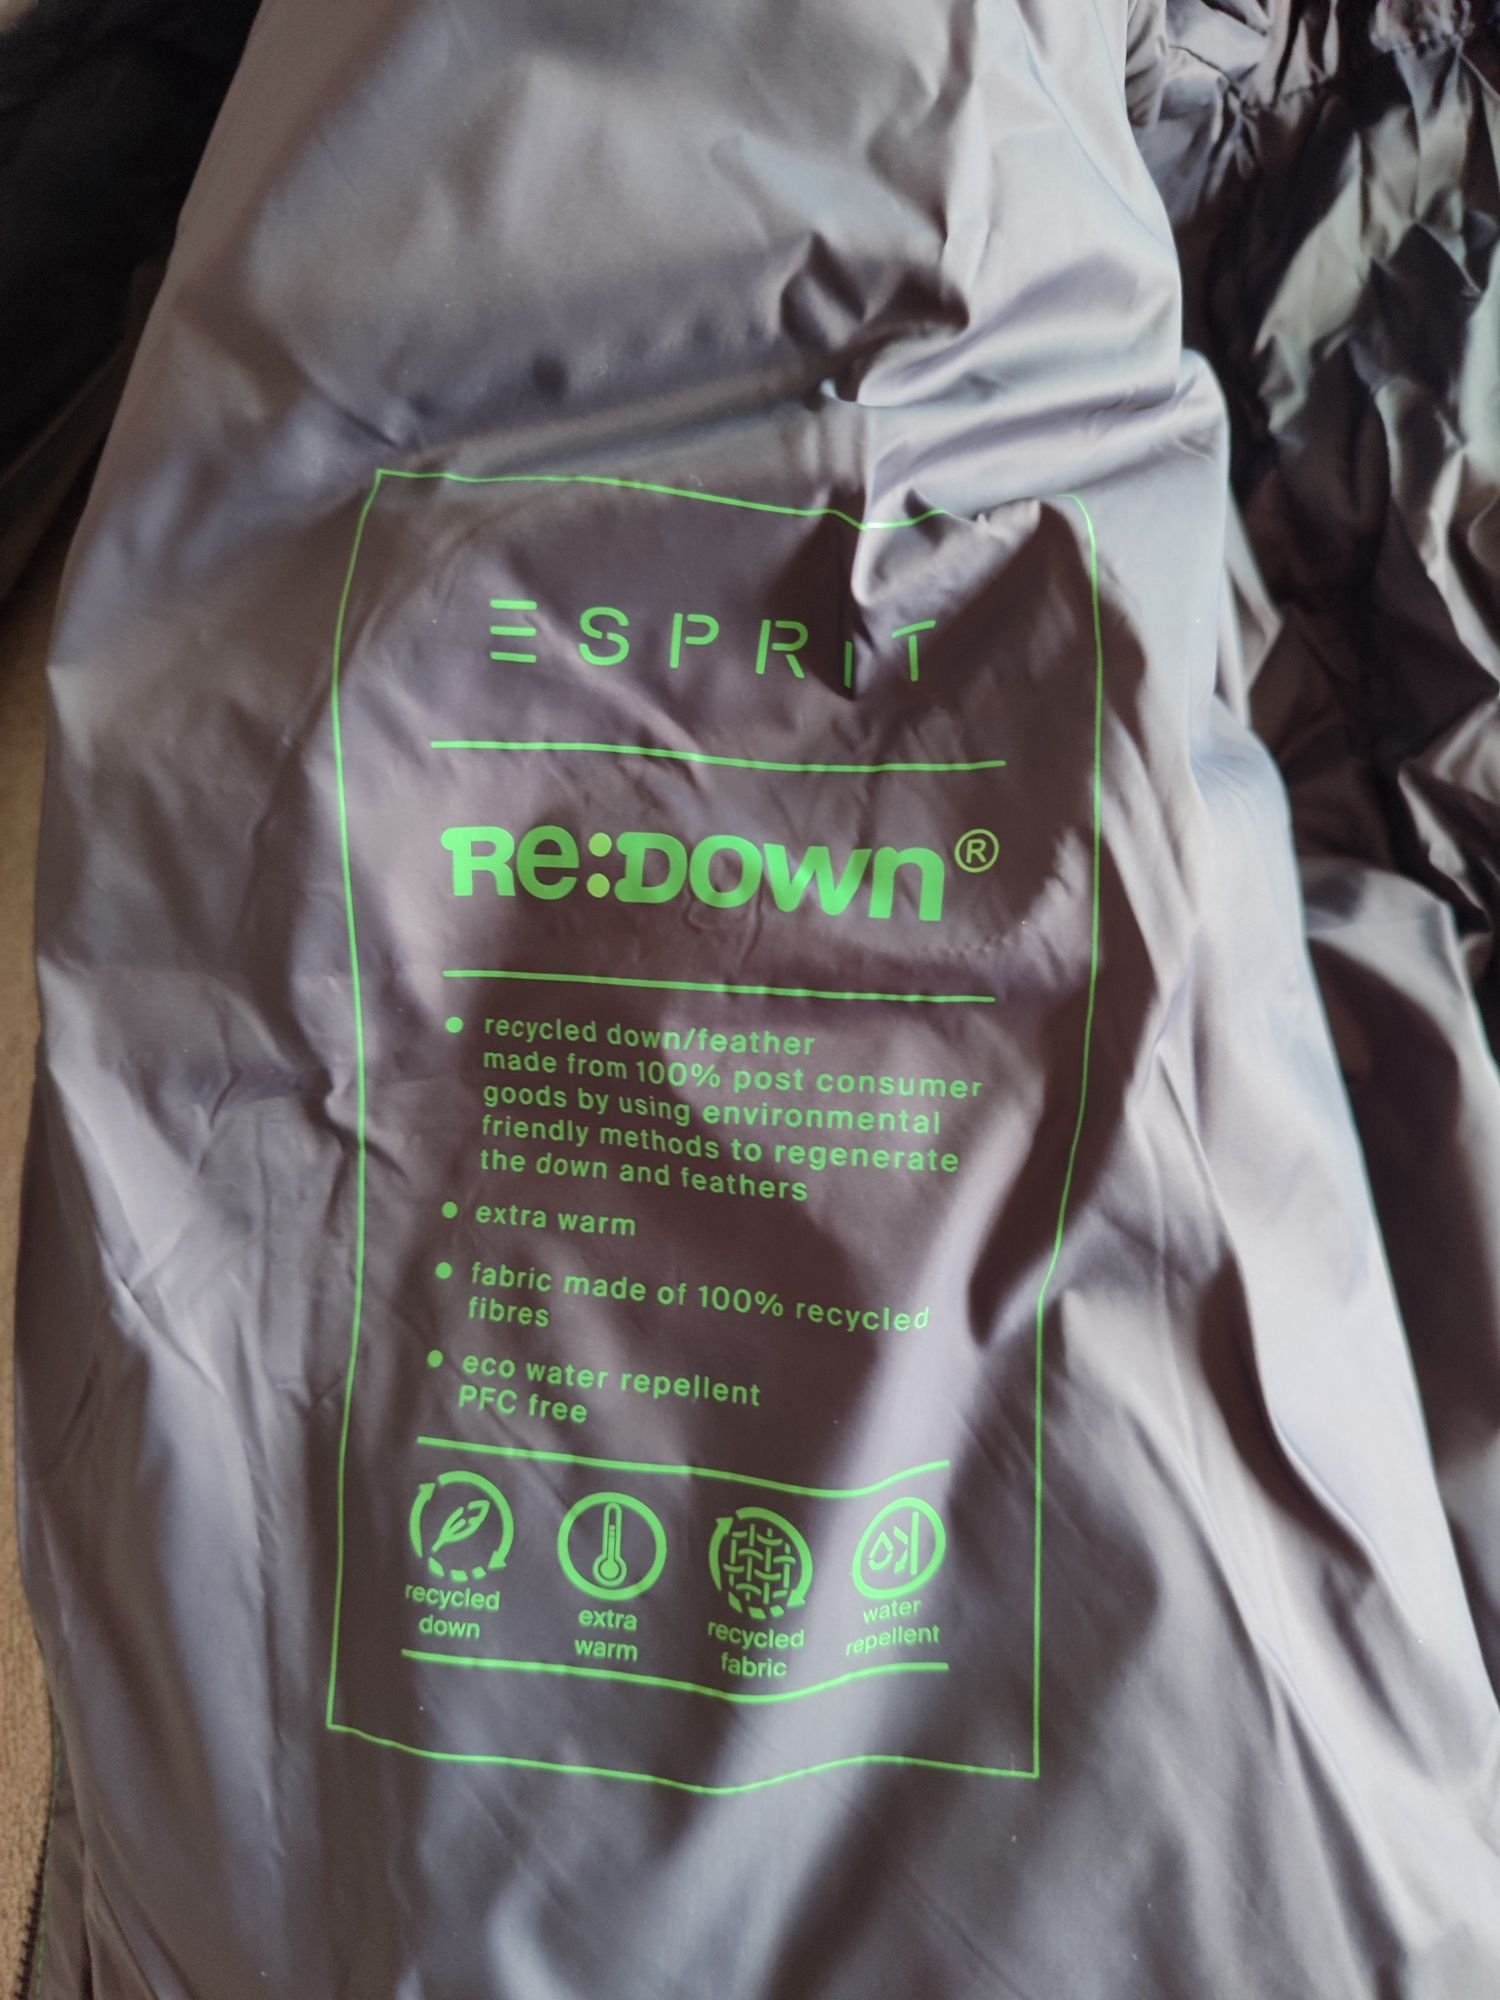 ESPRIT
Re:Down®
recycled down/feather
made from 100% post consumer
goods by using environmental
friendly methods to regenerate
the down and feathers
extra warm
fabric made of 100% recycled
fibres
eco water repellent
PFC free
recycled
down
extra
warm
recycled
fabric
water
repellent